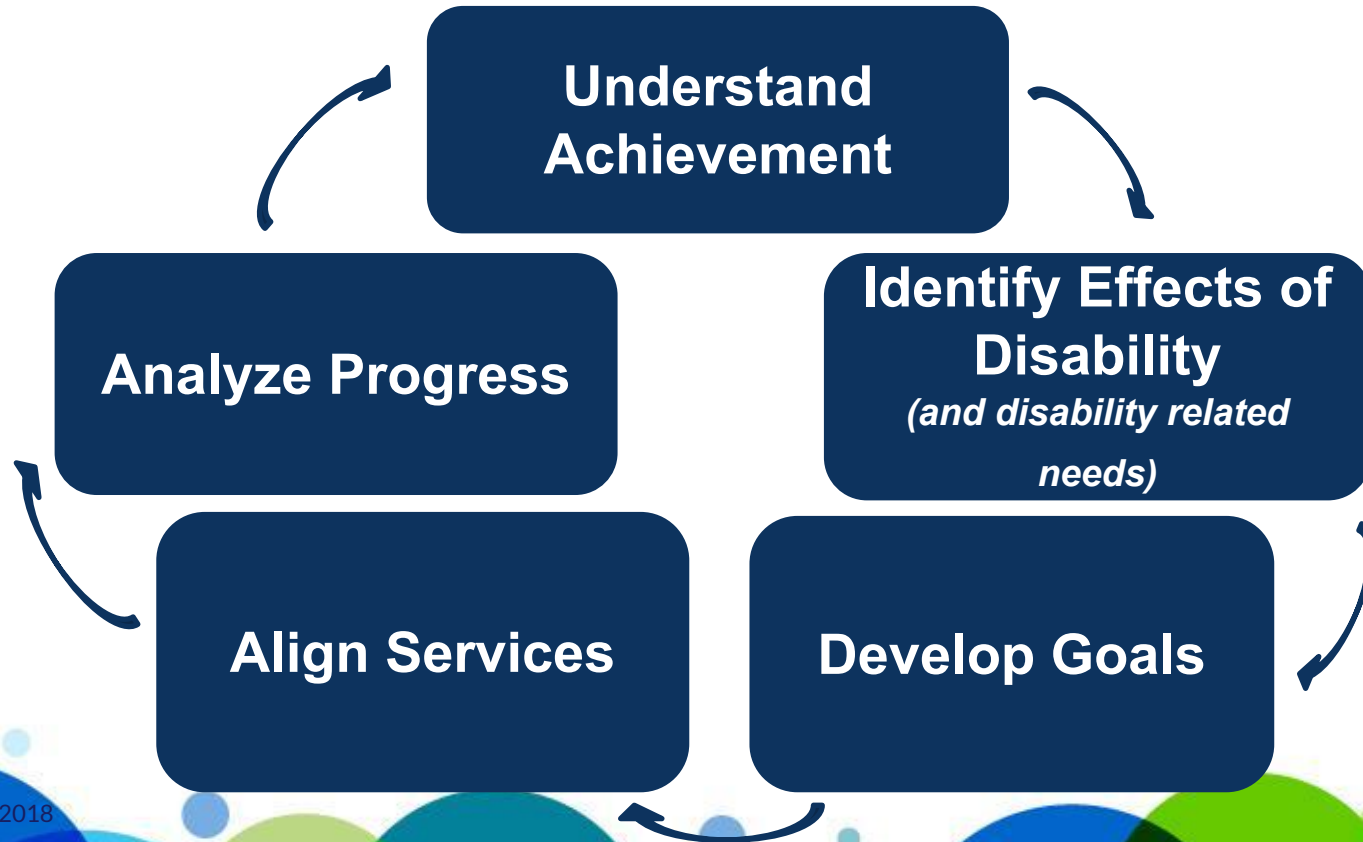 Understand
Achievement
Identify Effects of
Disability
(and disability related
needs)
Analyze Progress
Align Services
Develop Goals
2018